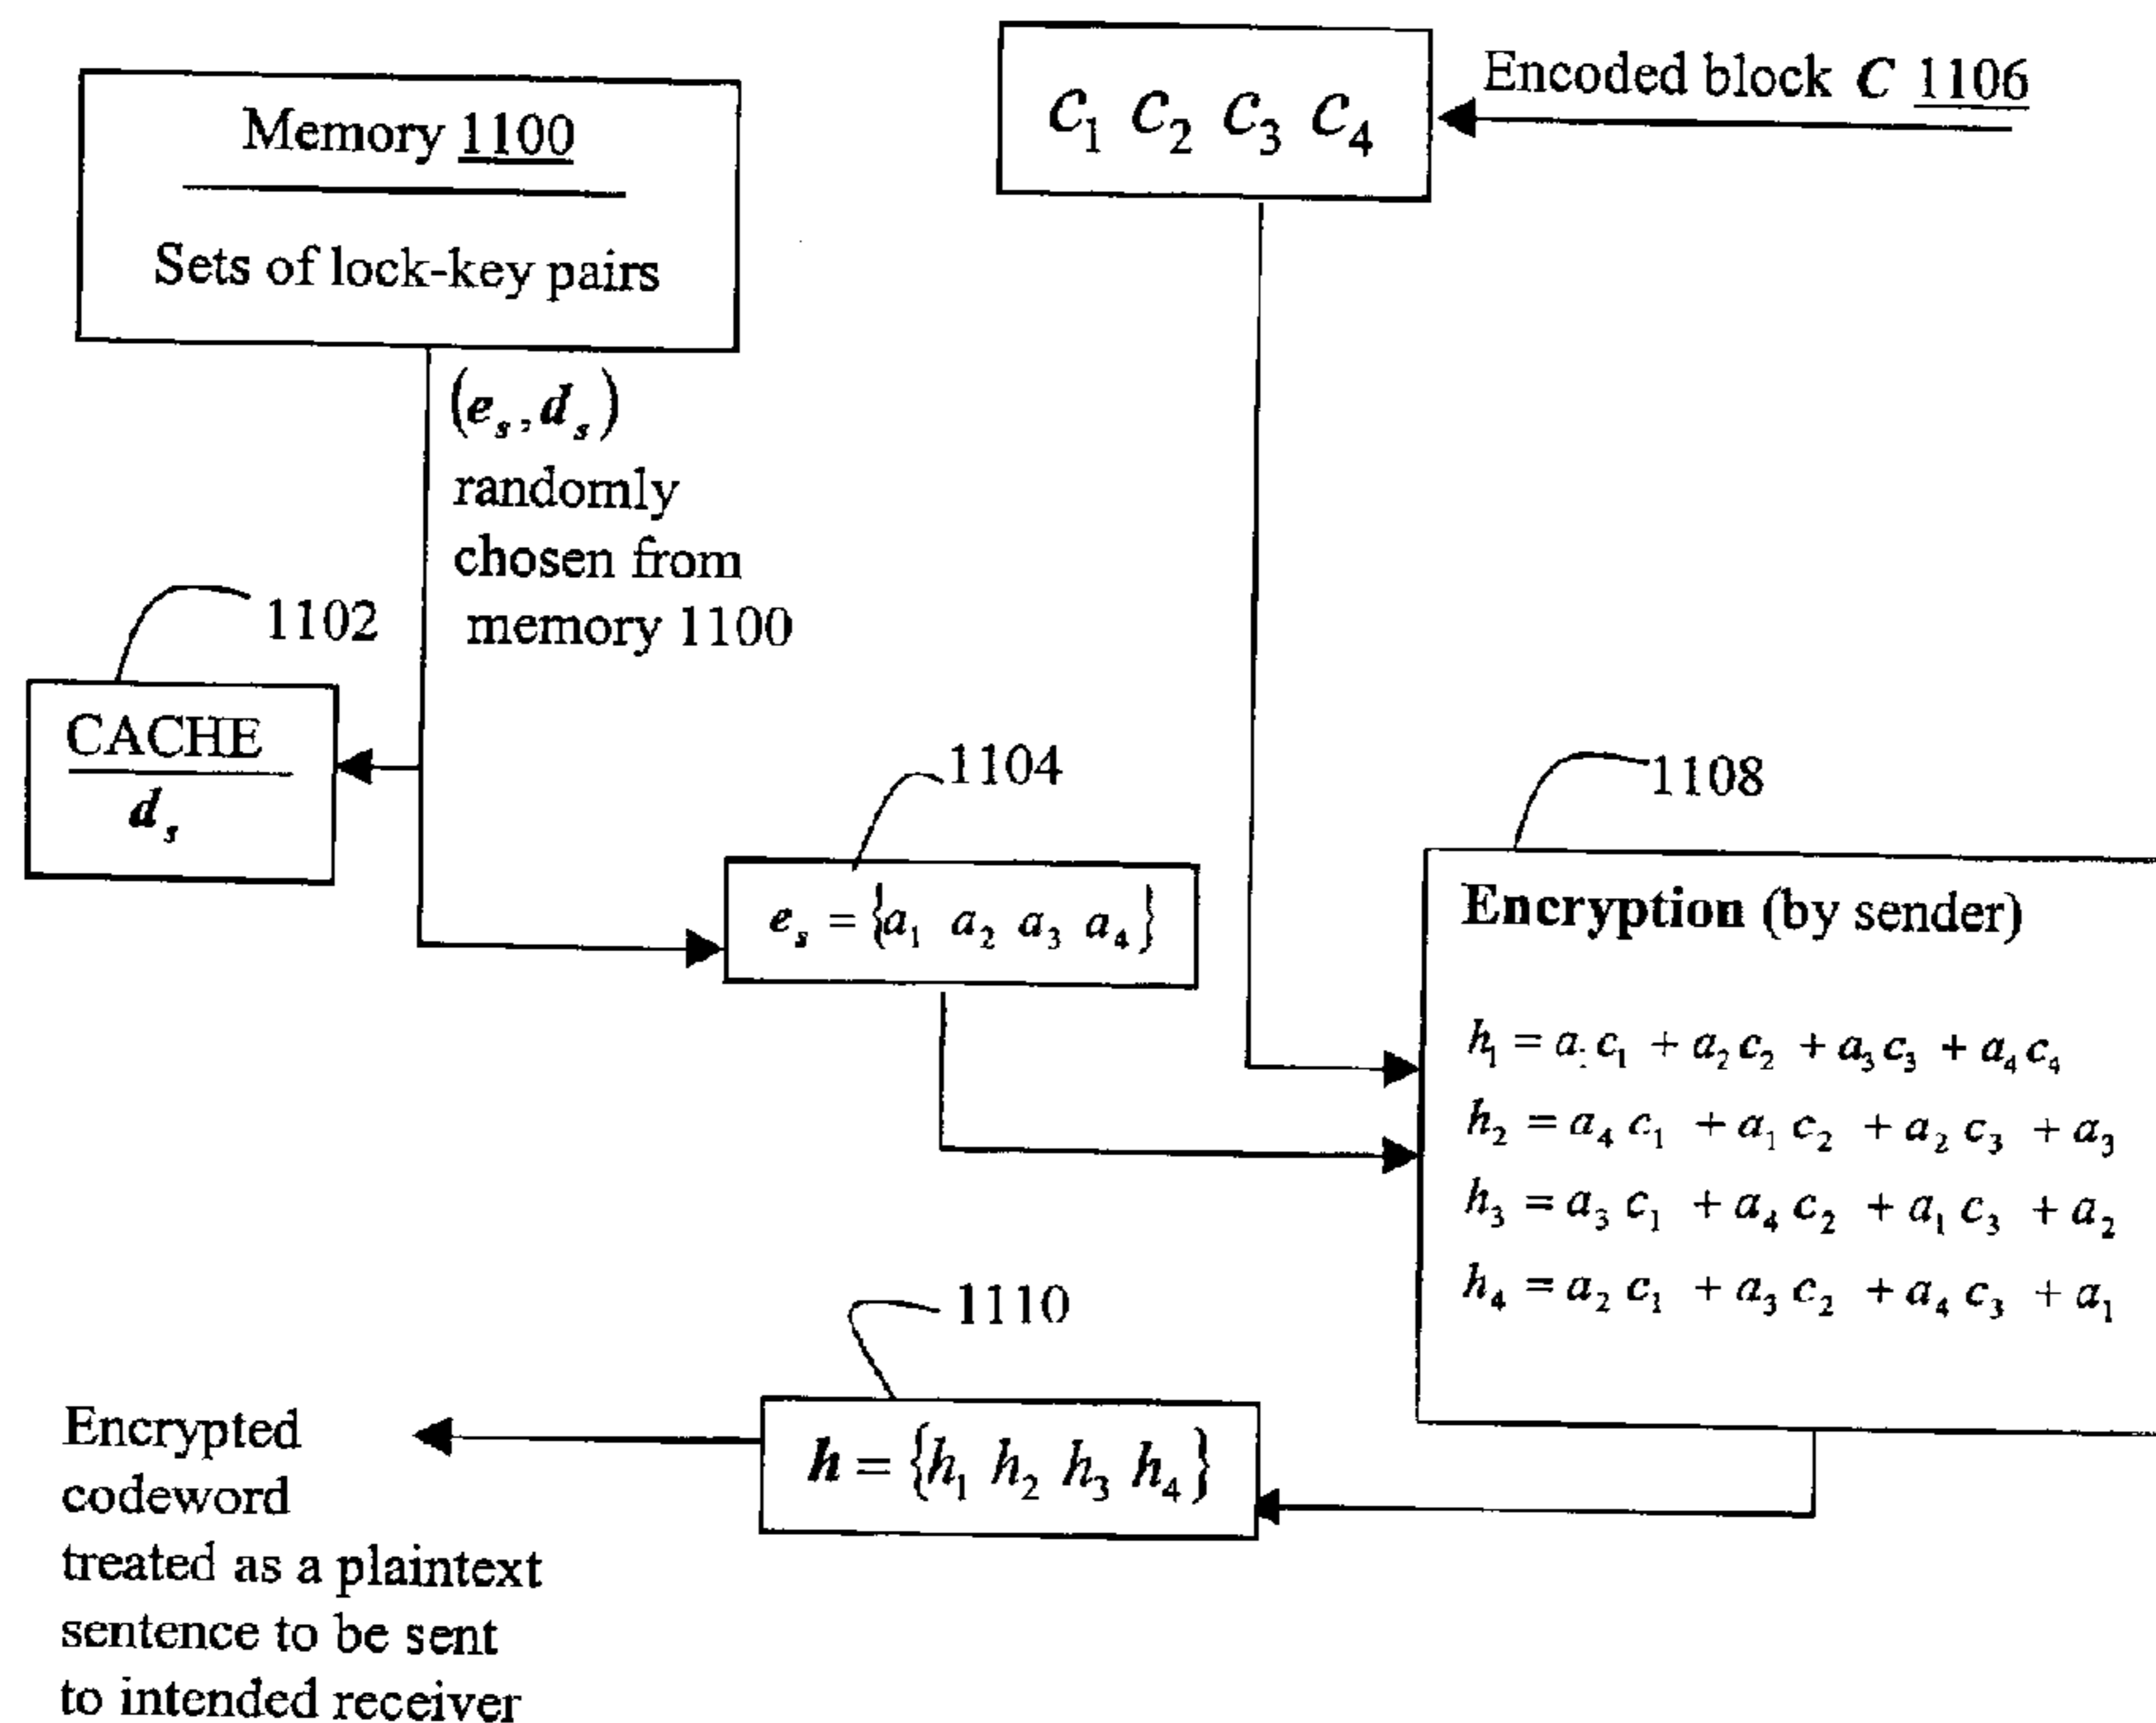 Memory 1100
Sets of lock-key pairs
c₁ c₂ c₃ c₄
Encoded block C 1106
(eₛ, dₛ)
randomly
chosen from
memory 1100
1102
CACHE
dₛ
1104
eₛ = {a₁ a₂ a₃ a₄}
1108
Encryption (by sender)
h₁ = a c₁ + a₂ c₂ + a₃ c₃ + a₄ c₄
h₂ = a₄ c₁ + a₁ c₂ + a₂ c₃ + a₃
h₃ = a₃ c₁ + a₄ c₂ + a₁ c₃ + a₂
h₄ = a₂ c₁ + a₃ c₂ + a₄ c₃ + a₁
1110
h = {h₁ h₂ h₃ h₄}
Encrypted
codeword
treated as a plaintext
sentence to be sent
to intended receiver